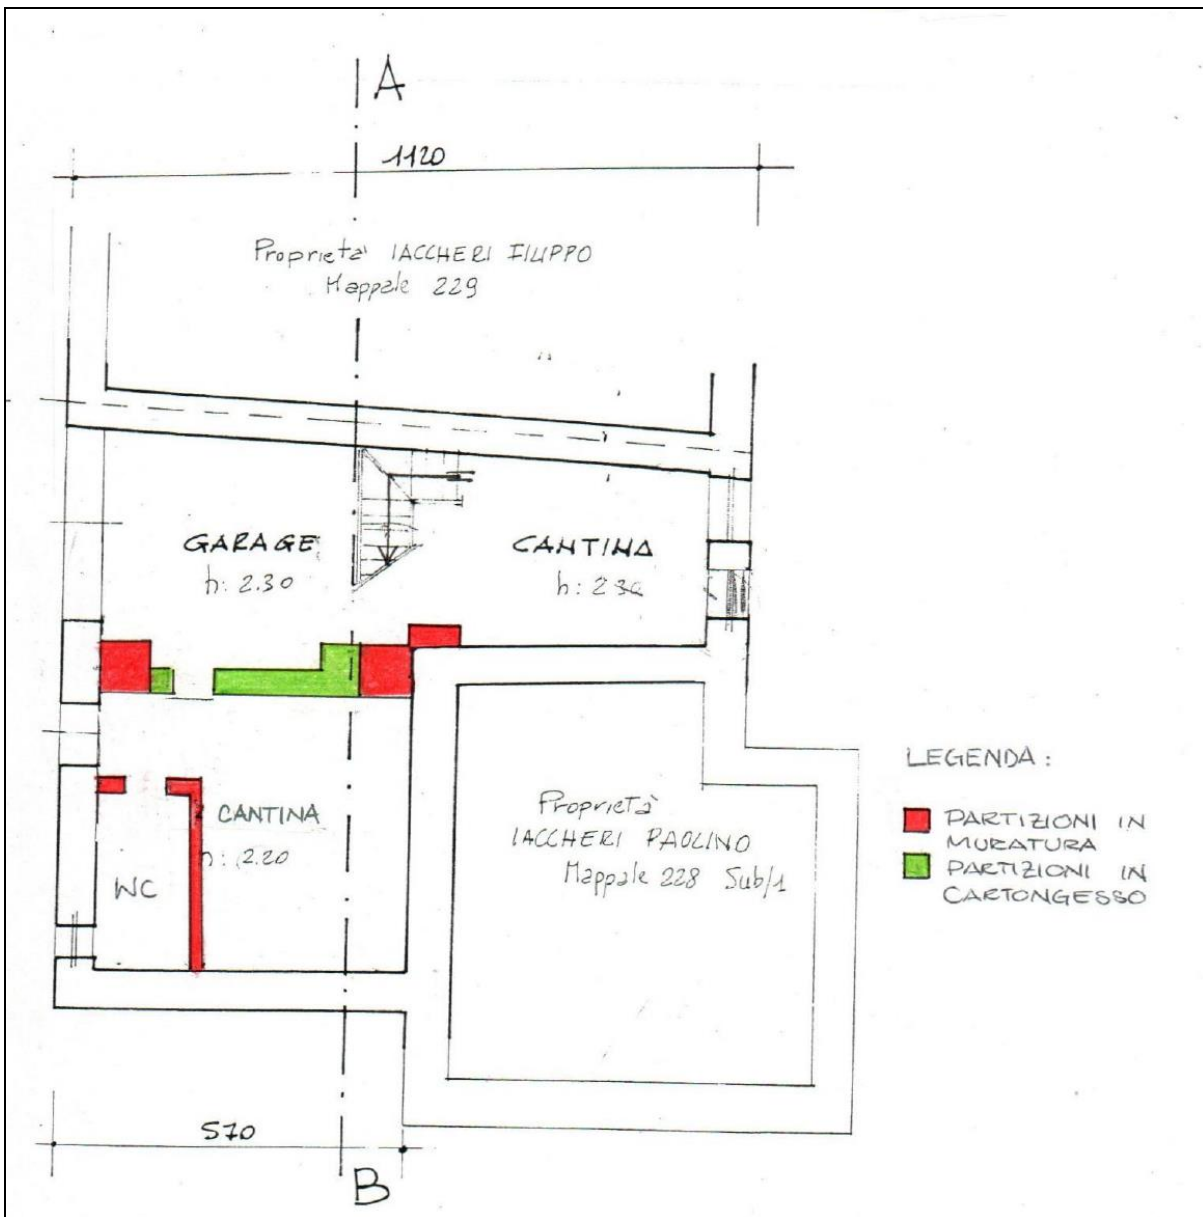 A
1120
Proprietà IACCHERI FILIPPO
Mappale 229
GARAGE
h: 2.30
CANTINA
h: 2.30
CANTINA
h: 2.20
WC
Proprietà
IACCHERI PAOLINO
Mappale 228 Sub/1
LEGENDA:
PARTIZIONI IN
MURATURA
PARTIZIONI IN
CARTONGESSO
570
B